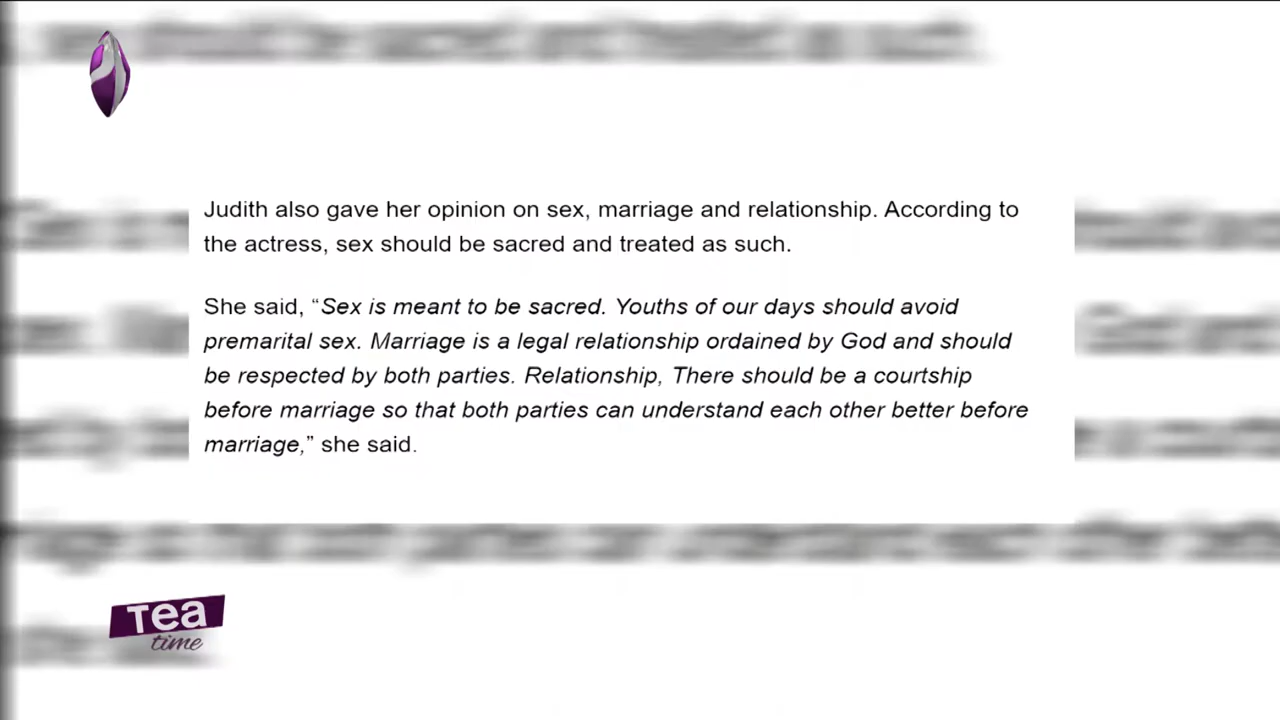 Judith also gave her opinion on sex, marriage and relationship. According to
the actress, sex should be sacred and treated as such.
She said, “Sex is meant to be sacred. Youths of our days should avoid
premarital sex. Marriage is a legal relationship ordained by God and should
be respected by both parties. Relationship, There should be a courtship
before marriage so that both parties can understand each other better before
marriage,” she said.
Tea
time